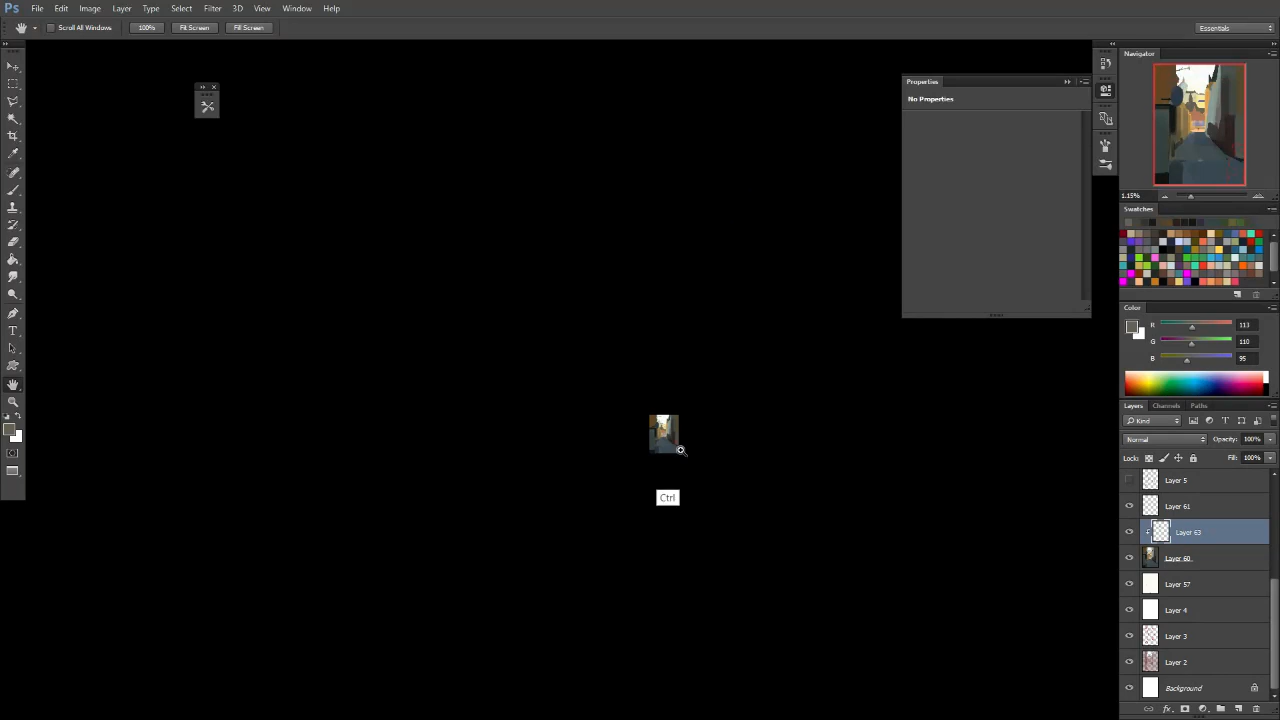 Ps File Edit Image Layer Type Select Filter 3D View Window Help
Scroll All Windows 100% Fit Screen Fill Screen Essentials
Navigator
Properties
No Properties
1.15%
Swatches
Color
R 113
G 110
B 95
Layers Channels Paths
Kind
Normal Opacity: 100%
Lock: Fill: 100%
Layer 5
Layer 61
Ctrl
Layer 63
Layer 60
Layer 57
Layer 4
Layer 3
Layer 2
Background
fx